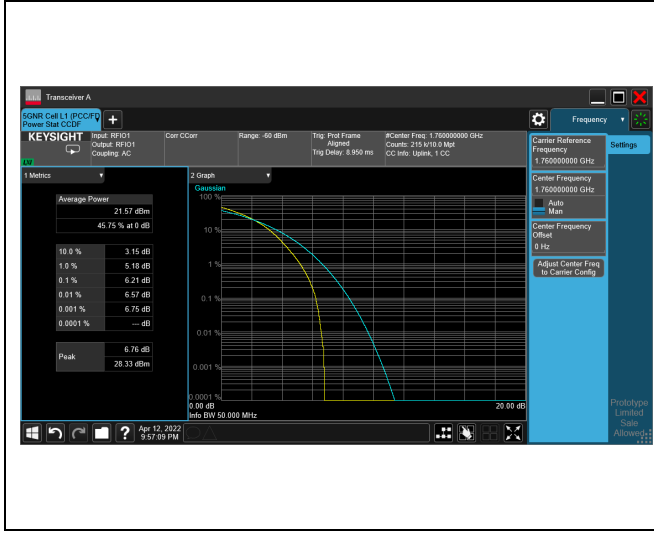 Transceiver A
5GNR Cell L1 (PCC/FD
Power Stat CCDF
Frequency
KEYSIGHT
Input: RFIO1
Output: RFIO1
Coupling: AC
Corr CCorr
Range: -60 dBm
Trig: Prot Frame
Aligned
Trig Delay: 8.950 ms
#Center Freq: 1.760000000 GHz
Counts: 215 k/10.0 Mpt
CC Info: Uplink, 1 CC
1 Metrics
Average Power
21.57 dBm
45.75 % at 0 dB
10.0 % 3.15 dB
1.0 % 5.18 dB
0.1 % 6.21 dB
0.01 % 6.57 dB
0.001 % 6.75 dB
0.0001 % --- dB
Peak
6.76 dB
28.33 dBm
2 Graph
Gaussian
100 %
10 %
1 %
0.1 %
0.01 %
0.001 %
0.0001 %
0.00 dB
20.00 dB
Info BW 50.000 MHz
Settings
Carrier Reference
Frequency
1.760000000 GHz
Center Frequency
1.760000000 GHz
Auto
Man
Center Frequency
Offset
0 Hz
Adjust Center Freq
to Carrier Config
Prototype
Limited
Sale
Allowed
Apr 12, 2022
9:57:09 PM